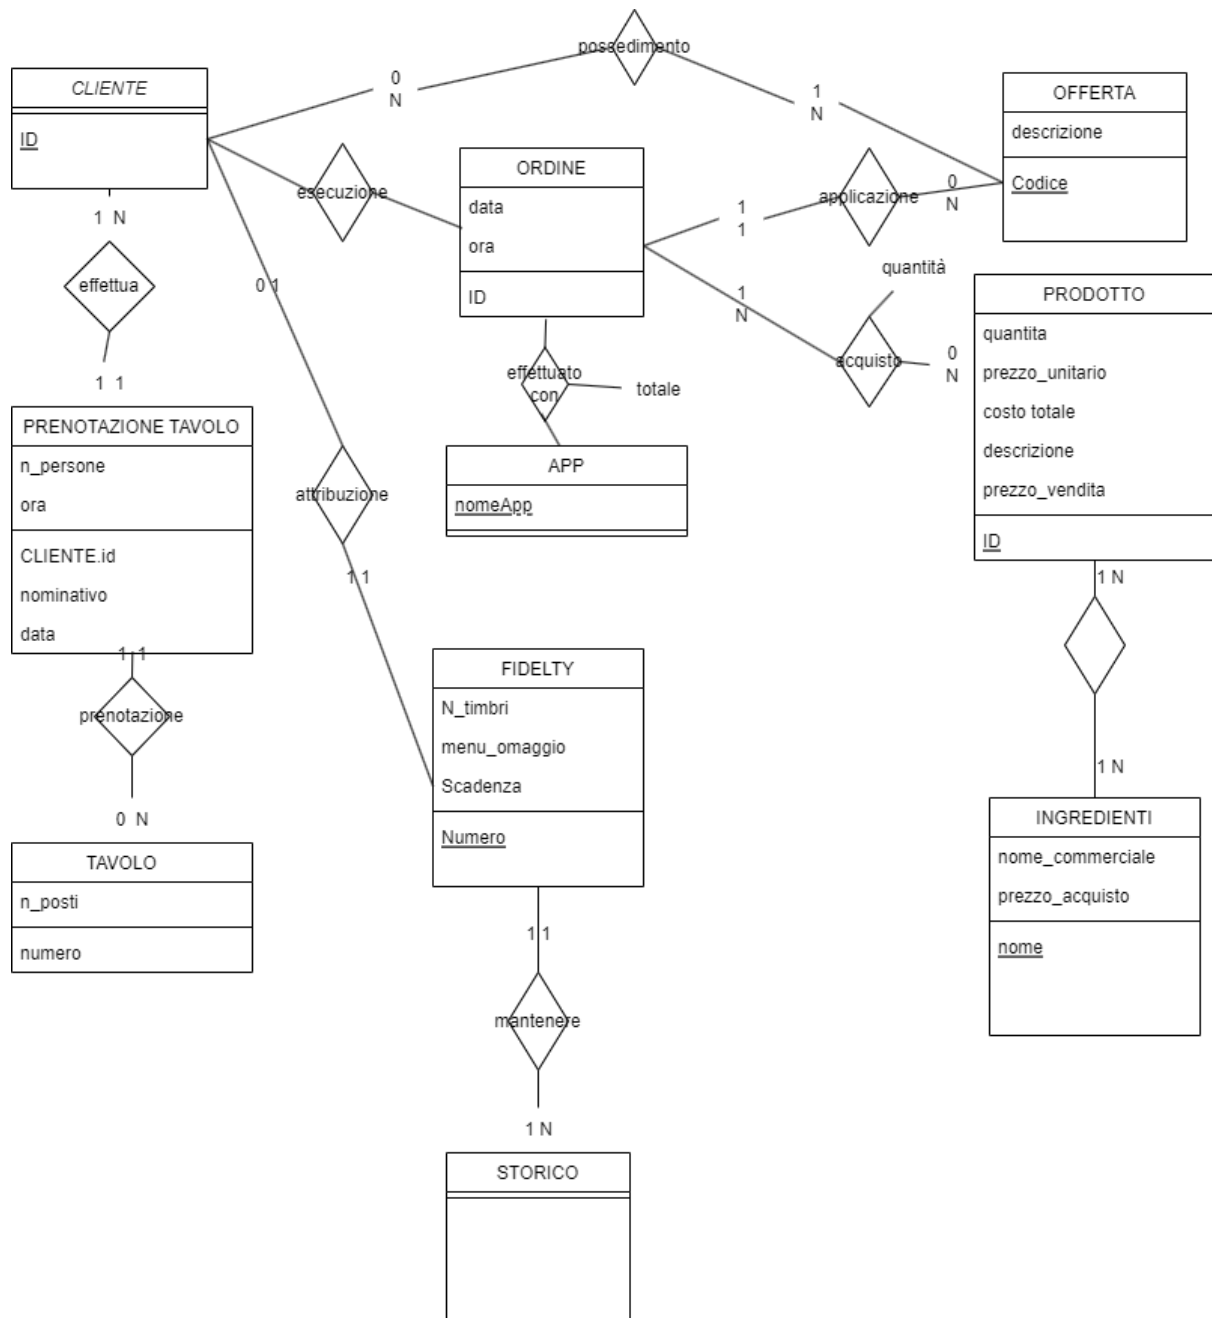 possedimento
CLIENTE
ID
0
N
1
N
OFFERTA
descrizione
Codice
esecuzione
ORDINE
data
ora
ID
1
1
applicazione
0
N
1 N
effettua
1 1
0 1
quantità
1
N
acquisto
0
N
PRODOTTO
quantita
prezzo_unitario
costo totale
descrizione
prezzo_vendita
ID
effettuato
con
totale
APP
nomeApp
PRENOTAZIONE TAVOLO
n_persone
ora
CLIENTE.id
nominativo
data
attribuzione
1 1
1 1
prenotazione
0 N
TAVOLO
n_posti
numero
FIDELTY
N_timbri
menu_omaggio
Scadenza
Numero
1 N
1 N
INGREDIENTI
nome_commerciale
prezzo_acquisto
nome
1 1
mantenere
1 N
STORICO